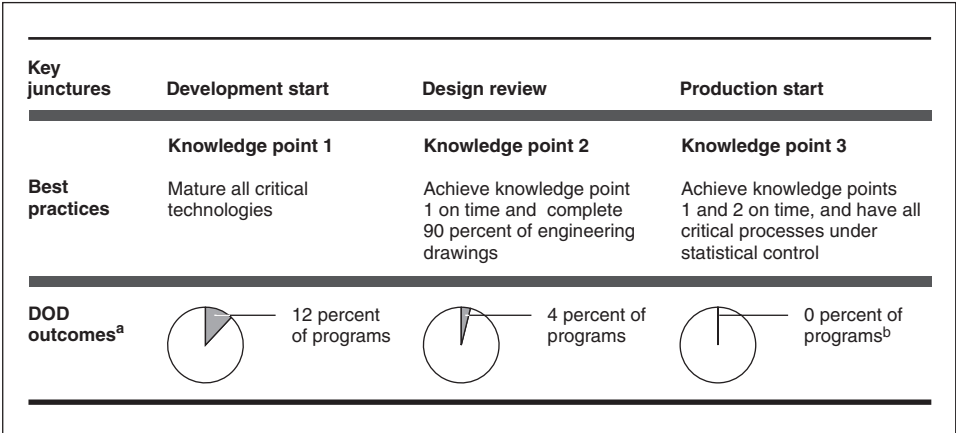 Key
junctures
Development start
Design review
Production start
Knowledge point 1
Knowledge point 2
Knowledge point 3
Best
practices
Mature all critical
technologies
Achieve knowledge point
1 on time and complete
90 percent of engineering
drawings
Achieve knowledge points
1 and 2 on time, and have all
critical processes under
statistical control
DOD
outcomesa
12 percent
of programs
4 percent of
programs
0 percent of
programsb